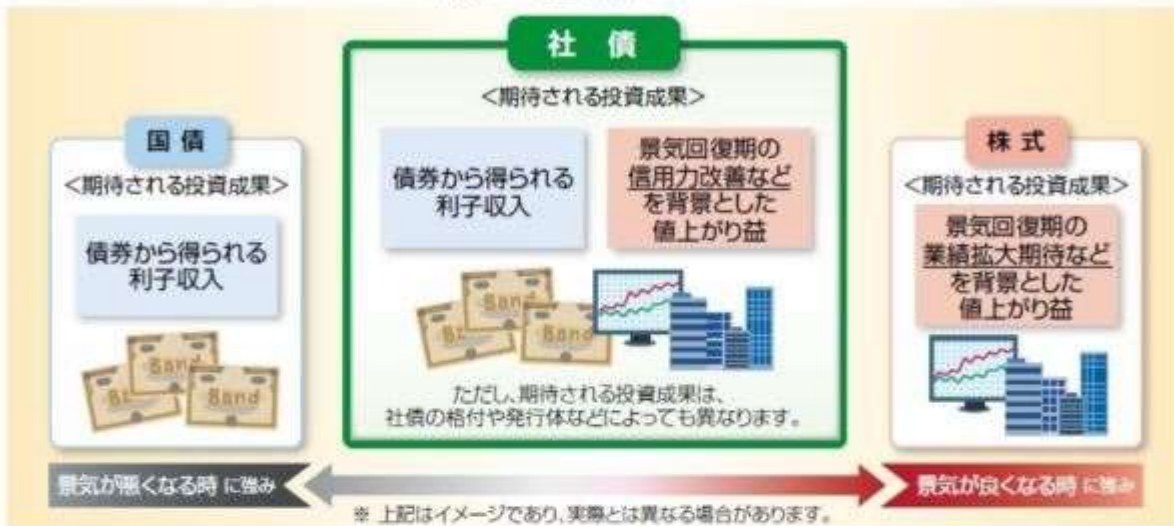 社 債
<期待される投資成果>
債券から得られる
利子収入
景気回復期の
信用力改善など
を背景とした
値上がり益
Band
Band
Band
ただし、期待される投資成果は、
社債の格付や発行体などによっても異なります。
国 債
<期待される投資成果>
債券から得られる
利子収入
Band
Band
Band
株 式
<期待される投資成果>
景気回復期の
業績拡大期待など
を背景とした
値上がり益
景気が悪くなる時 に強み
景気が良くなる時 に強み
※ 上記はイメージであり、実際とは異なる場合があります。